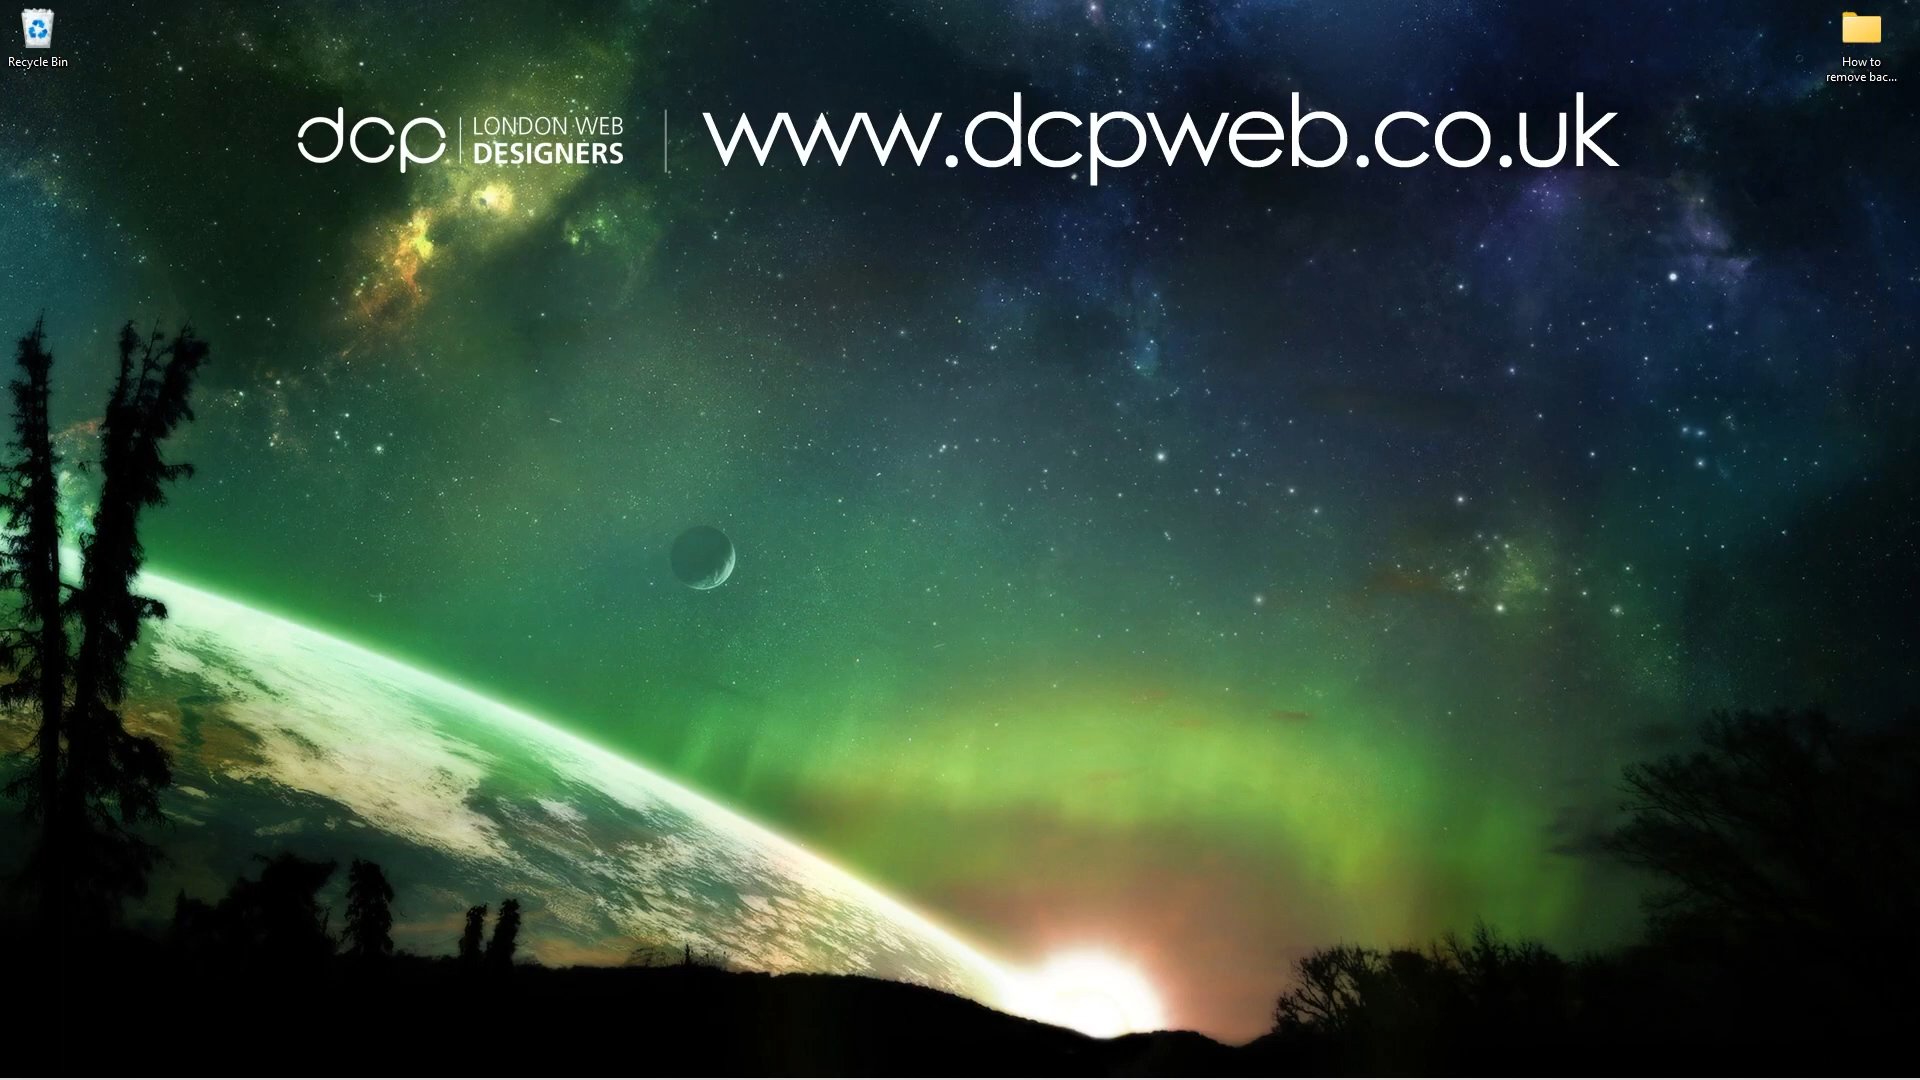 Recycle Bin
How to
remove bac...
dcp LONDON WEB
DESIGNERS
www.dcpweb.co.uk